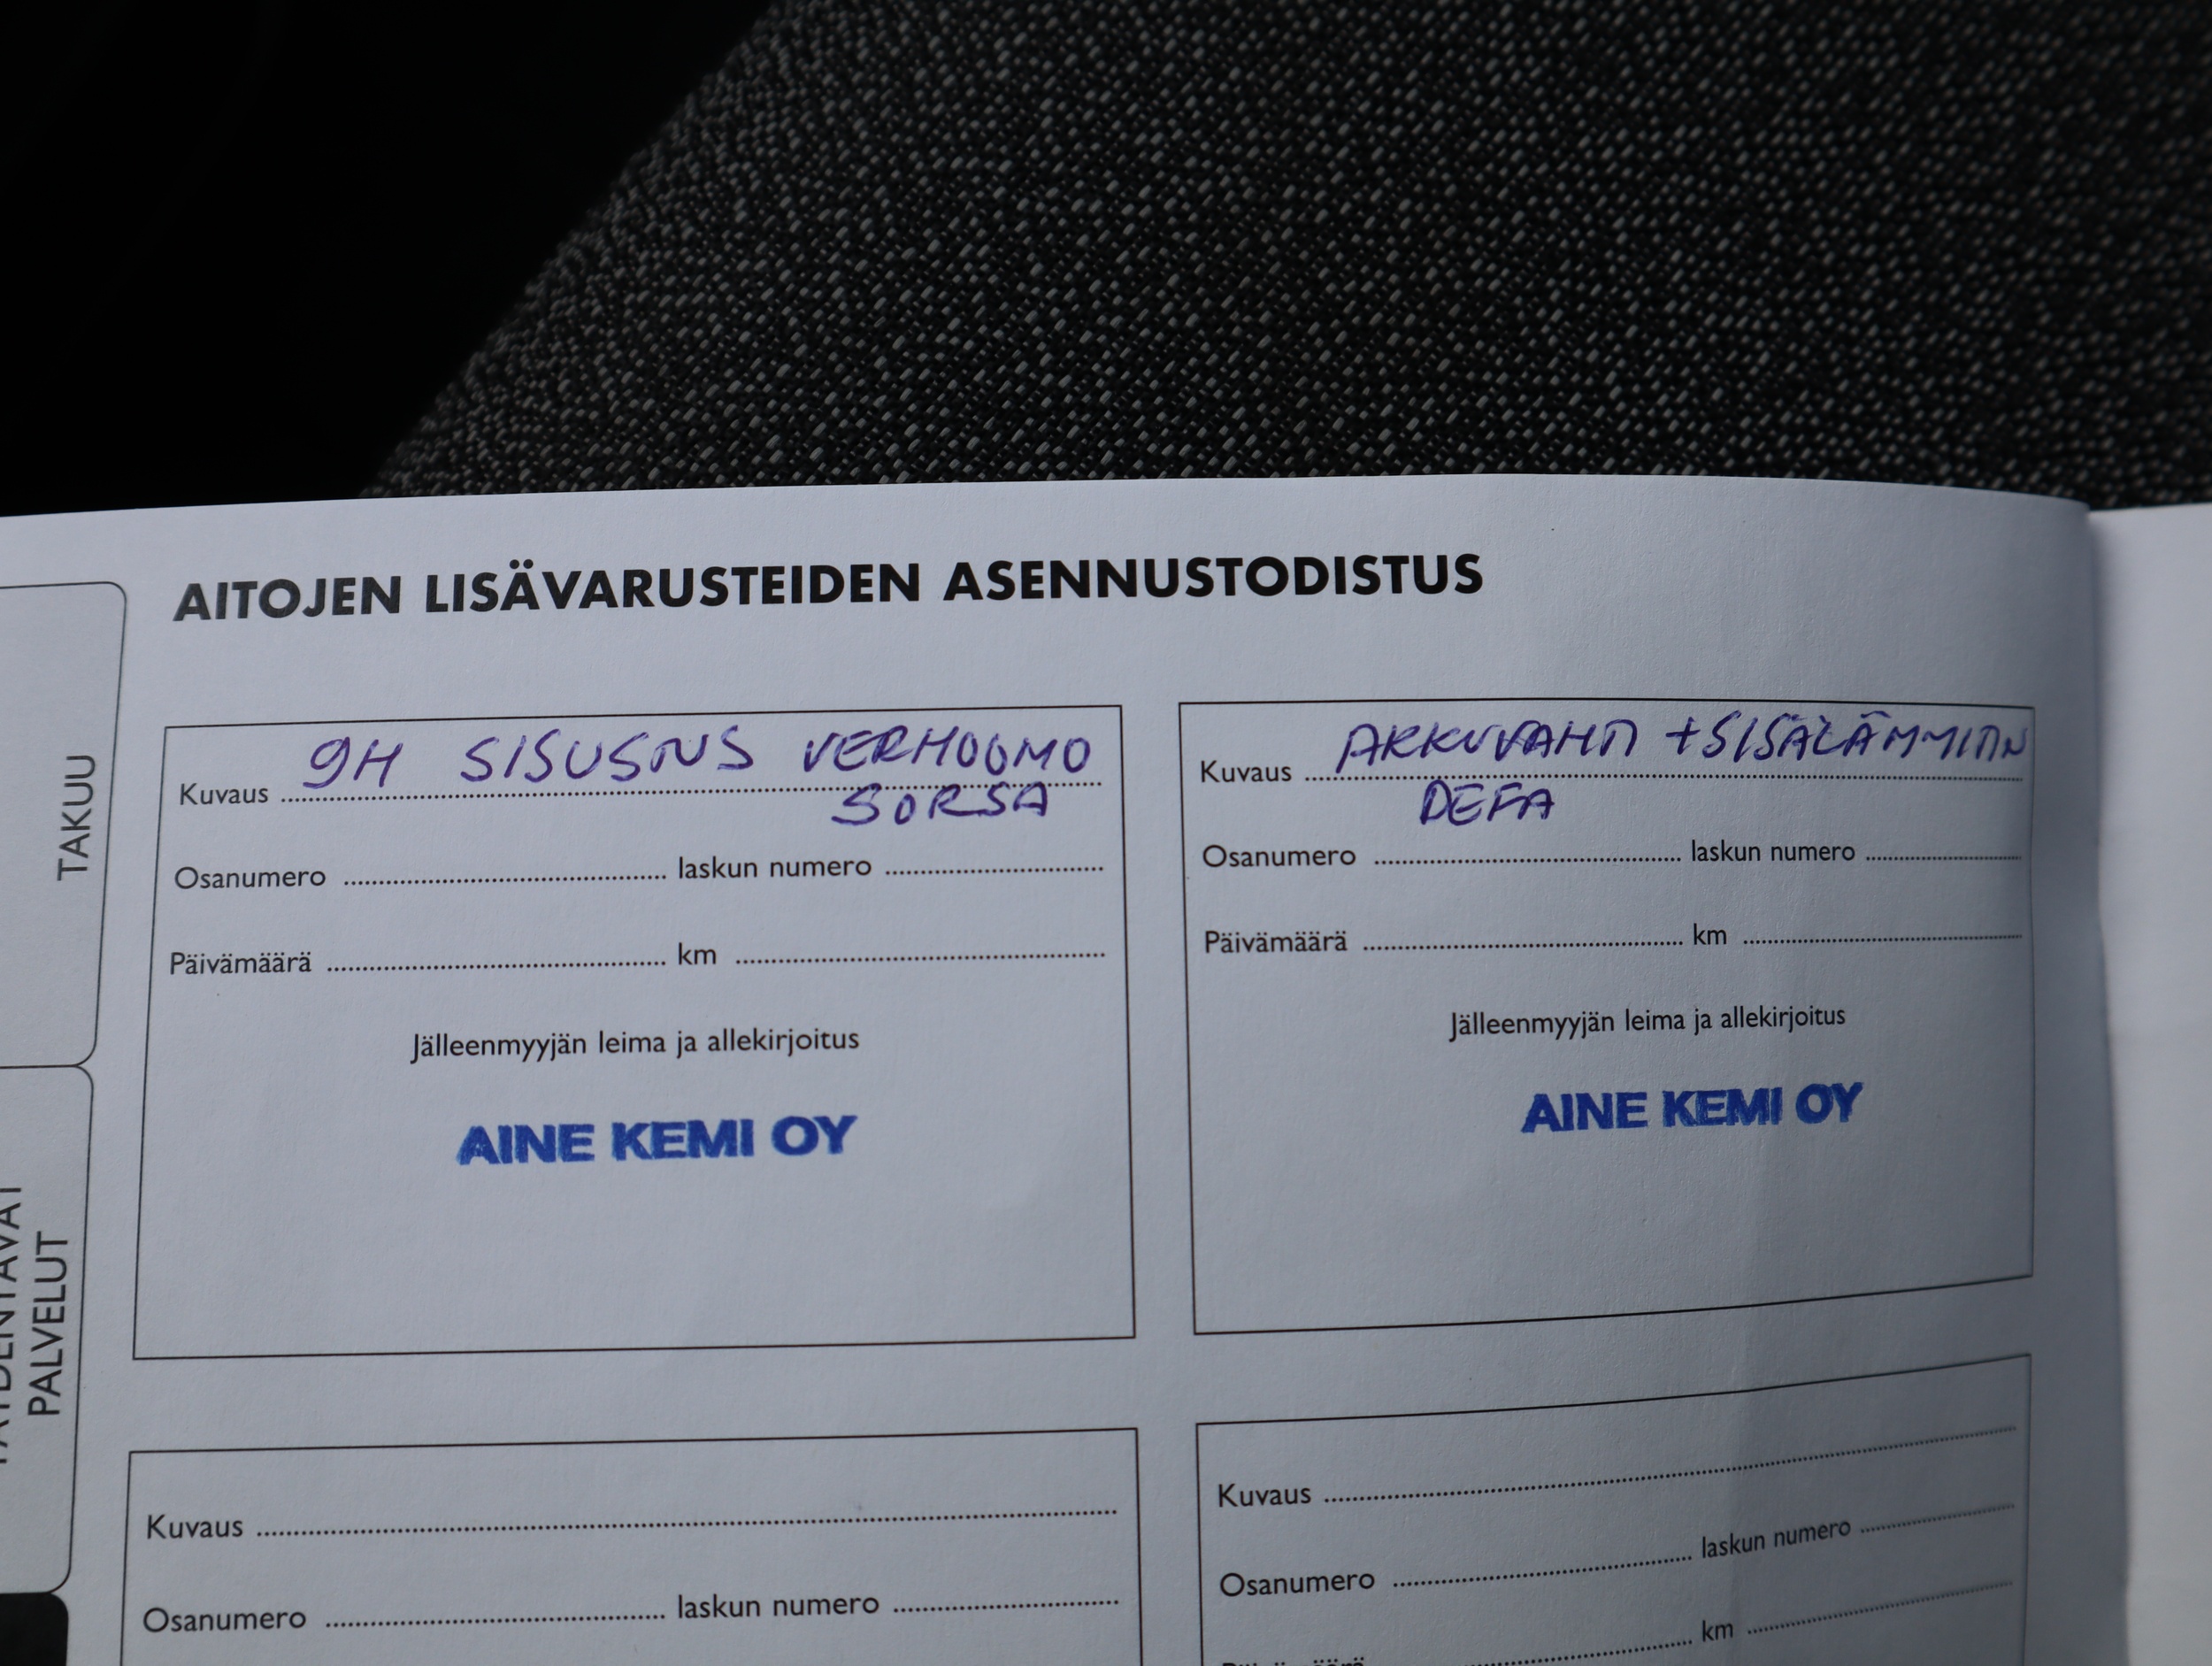 AITOJEN LISÄVARUSTEIDEN ASENNUSTODISTUS
TAKUU
PALVELUT
Kuvaus 9H SISUSTUS VERHOOMO
SORSA
Osanumero laskun numero
Päivämäärä km
Jälleenmyyjän leima ja allekirjoitus
AINE KEMI OY
Kuvaus AKKUVAHTI + SISÄLÄMMITIN
DEFA
Osanumero laskun numero
Päivämäärä km
Jälleenmyyjän leima ja allekirjoitus
AINE KEMI OY
Kuvaus
Osanumero laskun numero
Kuvaus
Osanumero laskun numero
km